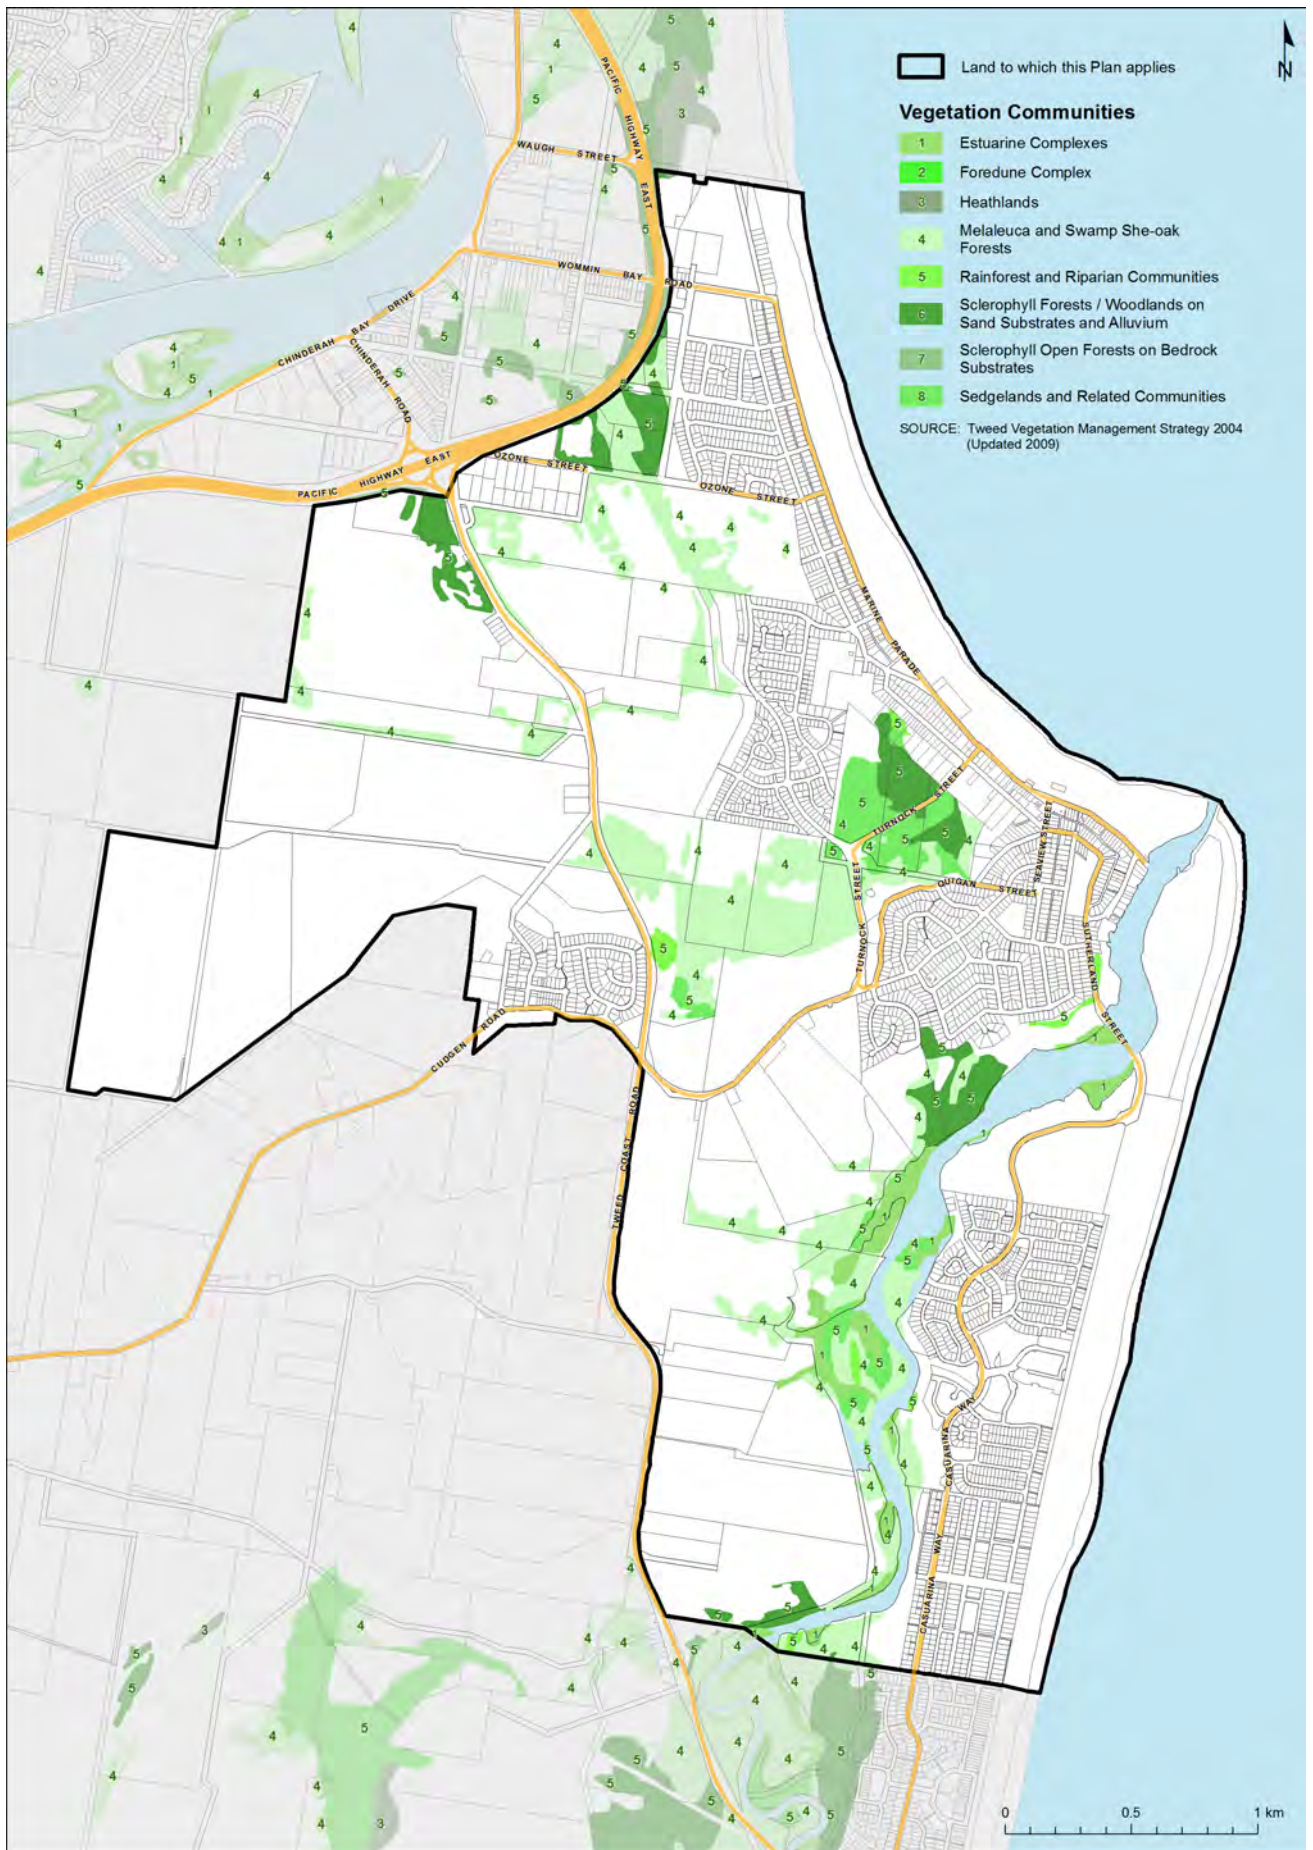 N
Land to which this Plan applies
Vegetation Communities
1 Estuarine Complexes
2 Foredune Complex
3 Heathlands
4 Melaleuca and Swamp She-oak
Forests
5 Rainforest and Riparian Communities
6 Sclerophyll Forests / Woodlands on
Sand Substrates and Alluvium
7 Sclerophyll Open Forests on Bedrock
Substrates
8 Sedgelands and Related Communities
SOURCE: Tweed Vegetation Management Strategy 2004
(Updated 2009)
PACIFIC HIGHWAY EAST
WAUGH STREET
WOMMIN BAY ROAD
CHINDERAH BAY DRIVE
CHINDERAH ROAD
PACIFIC HIGHWAY EAST
OZONE STREET
OZONE STREET
MARINE PARADE
TURNOCK STREET
TURNOCK STREET
QUIGAN STREET
SEAVIEW STREET
SUTHERLAND STREET
CUDGEN ROAD
TWEED COAST ROAD
CASUARINA WAY
CASUARINA WAY
0 0.5 1 km